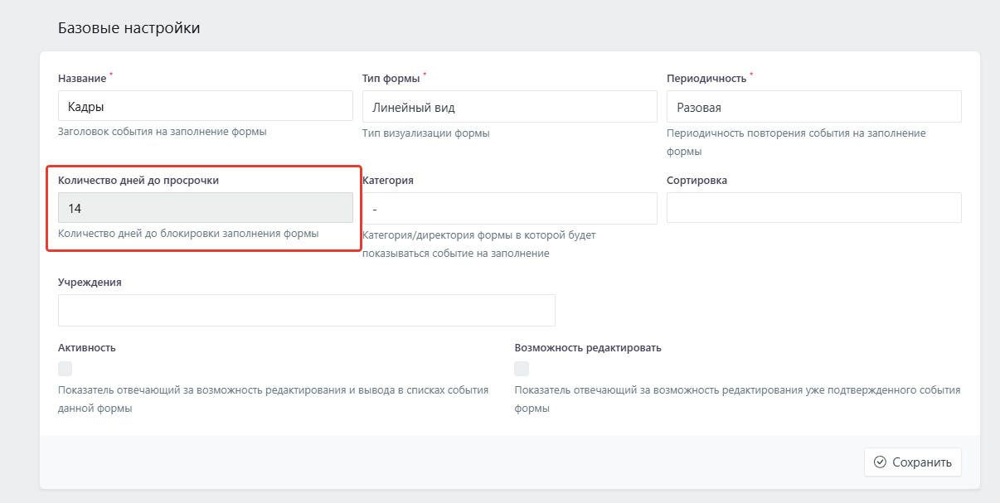 Базовые настройки
Название *
Тип формы *
Периодичность *
Кадры
Линейный вид
Разовая
Заголовок события на заполнение формы
Тип визуализации формы
Периодичность повторения события на заполнение
формы
Количество дней до просрочки
Категория
Сортировка
14
-
Количество дней до блокировки заполнения формы
Категория/директория формы в которой будет
показываться событие на заполнение
Учреждения
Активность
Возможность редактировать
Показатель отвечающий за возможность редактирования и вывода в списках события
данной формы
Показатель отвечающий за возможность редактирования уже подтвержденного события
формы
Сохранить